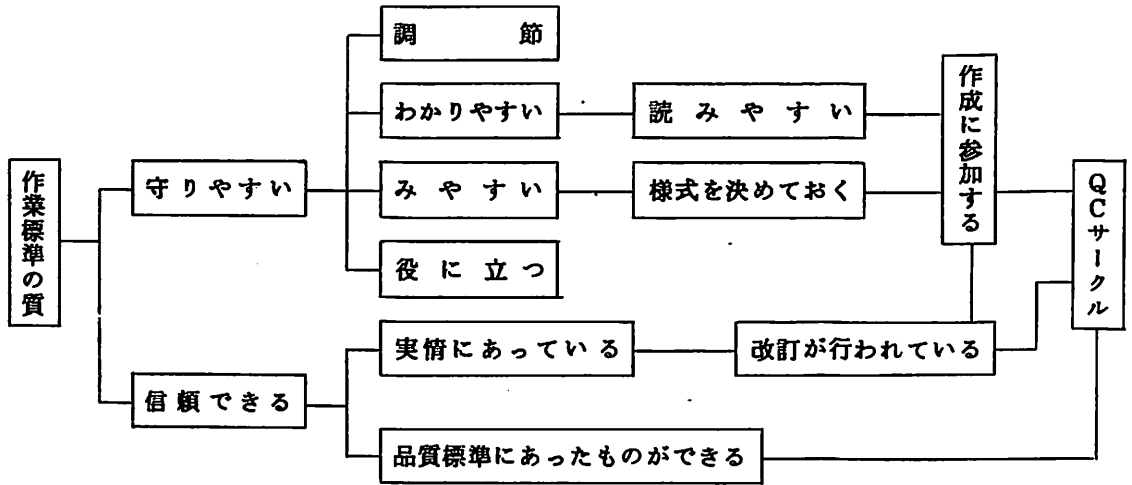 作業標準の質
守りやすい
信頼できる
調節
わかりやすい
みやすい
役に立つ
実情にあっている
品質標準にあったものができる
読みやすい
様式を決めておく
改訂が行われている
作成に参加する
QCサークル